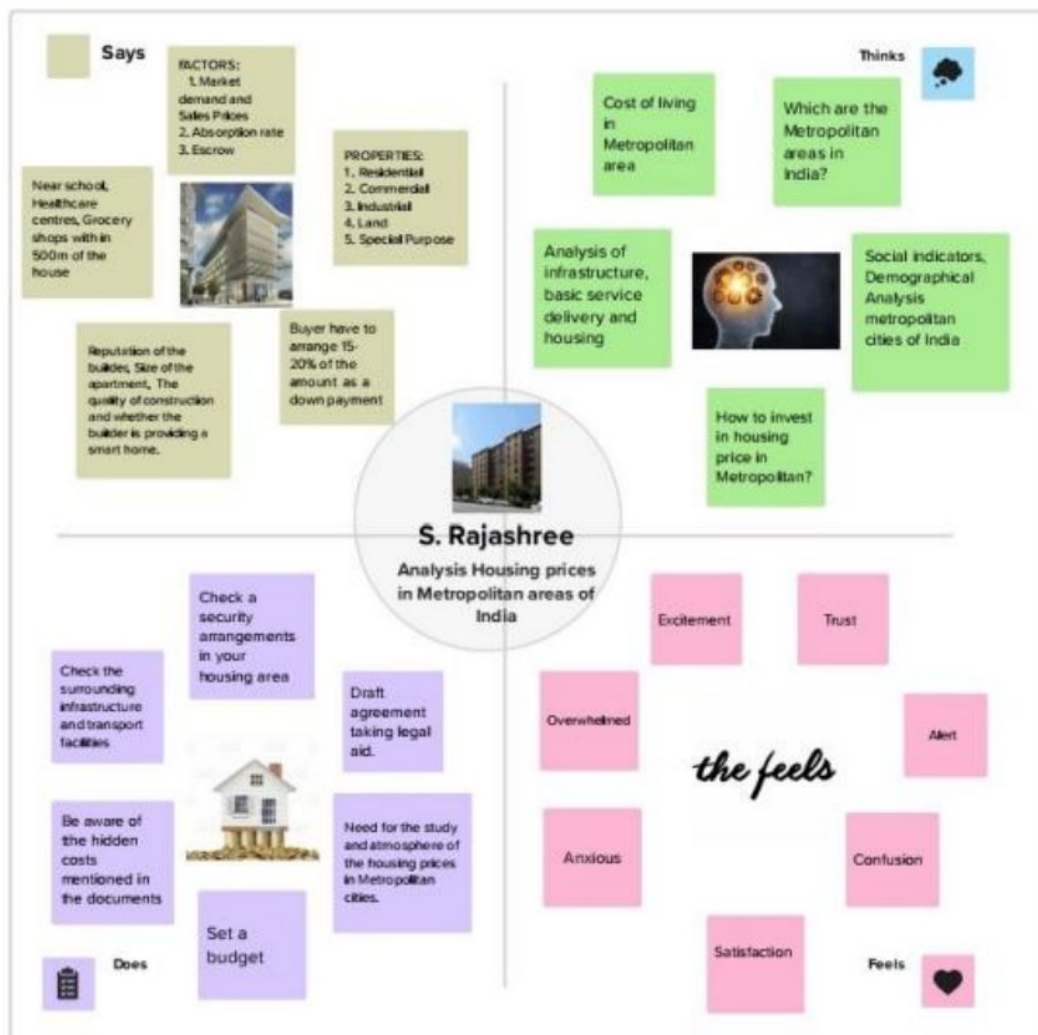 Says
FACTORS:
1. Market
demand and
Sales Prices
2. Absorption rate
3. Escrow
PROPERTIES:
1. Residential
2. Commercial
3. Industrial
4. Land
5. Special Purpose
Near school,
Healthcare
centres, Grocery
shops with in
500m of the
house
Reputation of the
builder, Size of the
apartment, The
quality of construction
and whether the
builder is providing a
smart home.
Buyer have to
arrange 15-
20% of the
amount as a
down payment
Thinks
Cost of living
in
Metropolitan
area
Which are the
Metropolitan
areas in
India?
Analysis of
infrastructure,
basic service
delivery and
housing
Social indicators,
Demographical
Analysis
metropolitan
cities of India
How to invest
in housing
price in
Metropolitan?
S. Rajashree
Analysis Housing prices
in Metropolitan areas of
India
Check a
security
arrangements
in your
housing area
Check the
surrounding
infrastructure
and transport
facilities
Draft
agreement
taking legal
aid.
Be aware of
the hidden
costs
mentioned in
the documents
Need for the study
and atmosphere of
the housing prices
in Metropolitan
cities.
Set a
budget
Does
Excitement
Trust
Overwhelmed
Alert
the feels
Anxious
Confusion
Satisfaction
Feels